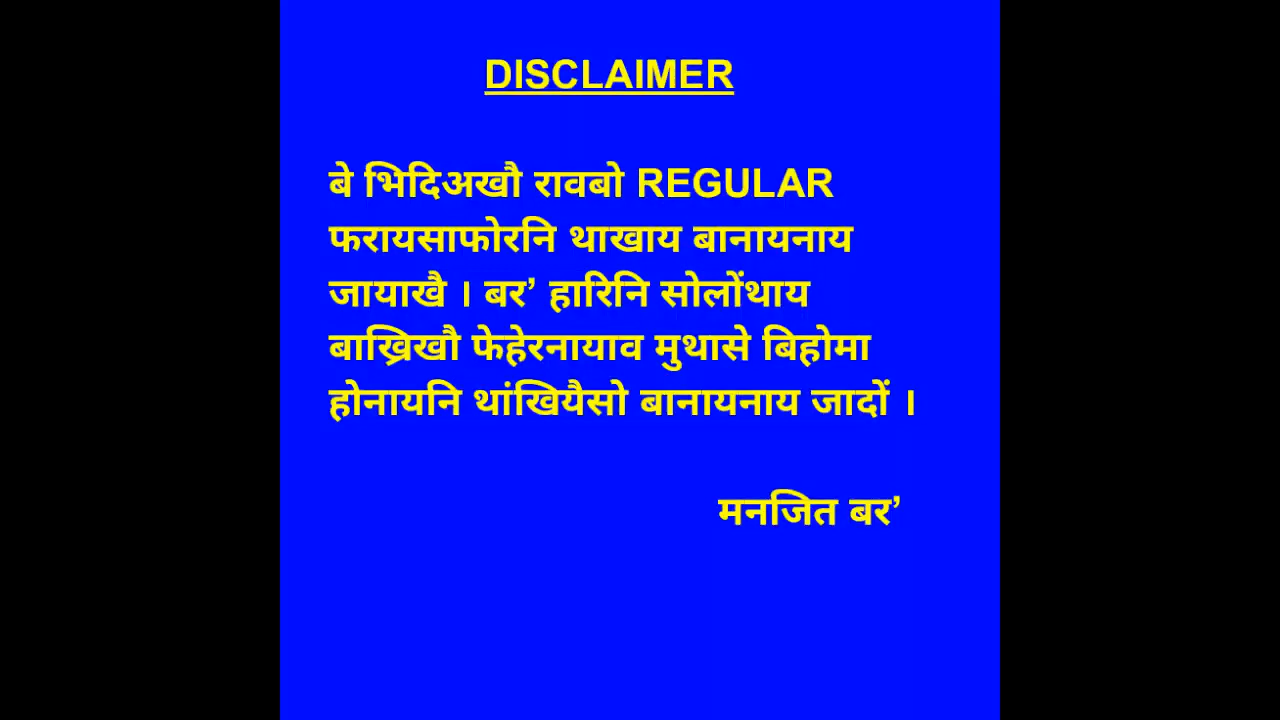 DISCLAIMER
बे भिदिअखौ रावबो REGULAR
फरायसाफोरनि थाखाय बानायनाय
जायाखै । बर’ हारिनि सोलोंथाय
बाख्रिखौ फेहेरनायाव मुथासे बिहोमा
होनायनि थांखियैसो बानायनाय जादों ।
मनजित बर’